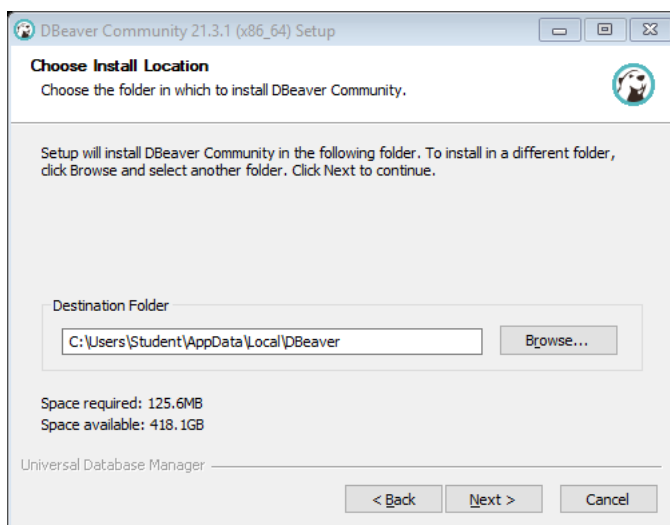 DBeaver Community 21.3.1 (x86_64) Setup
Choose Install Location
Choose the folder in which to install DBeaver Community.
Setup will install DBeaver Community in the following folder. To install in a different folder,
click Browse and select another folder. Click Next to continue.
Destination Folder
C:\Users\Student\AppData\Local\DBeaver
Browse...
Space required: 125.6MB
Space available: 418.1GB
Universal Database Manager
< Back
Next >
Cancel